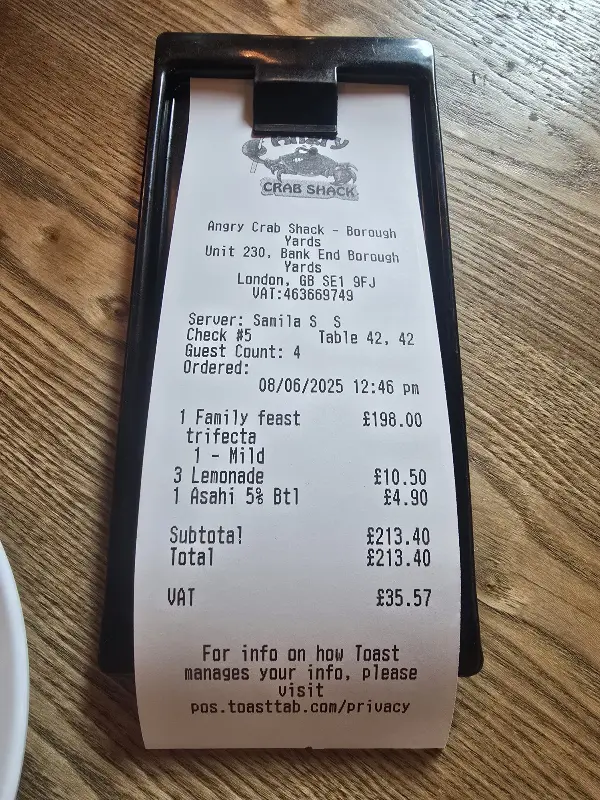 Angry
CRAB SHACK
Angry Crab Shack - Borough
Yards
Unit 230, Bank End Borough
Yards
London, GB SE1 9FJ
VAT:463669749
Server: Samila S S
Check #5 Table 42, 42
Guest Count: 4
Ordered:
08/06/2025 12:46 pm
1 Family feast £198.00
trifecta
1 - Mild
3 Lemonade £10.50
1 Asahi 5% Btl £4.90
Subtotal £213.40
Total £213.40
VAT £35.57
For info on how Toast
manages your info, please
visit
pos.toasttab.com/privacy